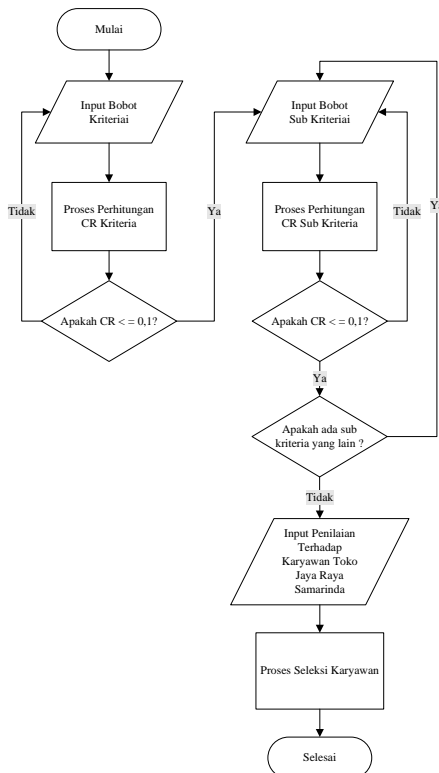 Mulai
Input Bobot
Kriteriai
Proses Perhitungan
CR Kriteria
Apakah CR < = 0,1?
Tidak
Ya
Input Bobot
Sub Kriteriai
Proses Perhitungan
CR Sub Kriteria
Apakah CR < = 0,1?
Tidak
Ya
Apakah ada sub
kriteria yang lain ?
Y
Tidak
Input Penilaian
Terhadap
Karyawan Toko
Jaya Raya
Samarinda
Proses Seleksi Karyawan
Selesai